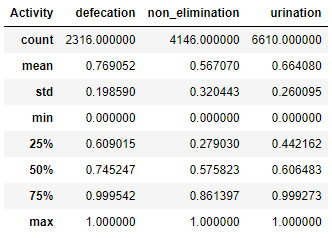 Activity defecation non_elimination urination
count 2316.000000 4146.000000 6610.000000
mean 0.769052 0.567070 0.664080
std 0.198590 0.320443 0.260095
min 0.000000 0.000000 0.000000
25% 0.609015 0.279030 0.442162
50% 0.745247 0.575823 0.606483
75% 0.999542 0.861397 0.999273
max 1.000000 1.000000 1.000000